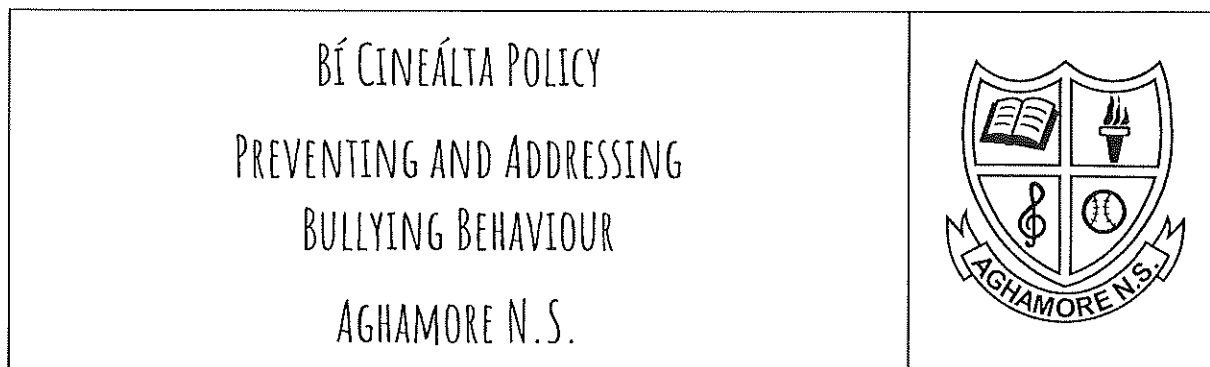 BÍ CINEÁLTA POLICY
PREVENTING AND ADDRESSING
BULLYING BEHAVIOUR
AGHAMORE N.S.
AGHAMORE N.S.